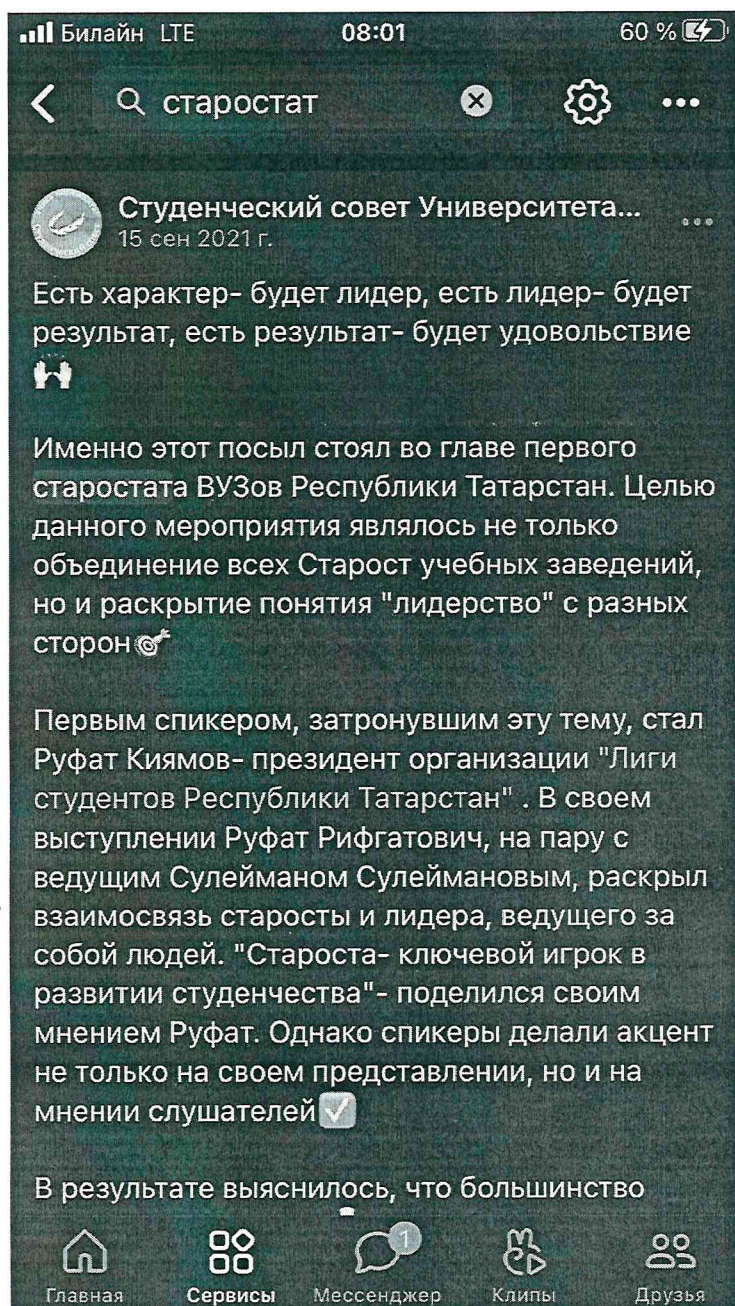 Билайн LTE 08:01 60 %
старостат
Студенческий совет Университета...
15 сен 2021 г.
Есть характер- будет лидер, есть лидер- будет
результат, есть результат- будет удовольствие
🙌
Именно этот посыл стоял во главе первого
старостата ВУЗов Республики Татарстан. Целью
данного мероприятия являлось не только
объединение всех Старост учебных заведений,
но и раскрытие понятия "лидерство" с разных
сторон🎯
Первым спикером, затронувшим эту тему, стал
Руфат Киямов- президент организации "Лиги
студентов Республики Татарстан" . В своем
выступлении Руфат Рифгатович, на пару с
ведущим Сулейманом Сулеймановым, раскрыл
взаимосвязь старосты и лидера, ведущего за
собой людей. "Староста- ключевой игрок в
развитии студенчества"- поделился своим
мнением Руфат. Однако спикеры делали акцент
не только на своем представлении, но и на
мнении слушателей✅
В результате выяснилось, что большинство
1
Главная Сервисы Мессенджер Клипы Друзья